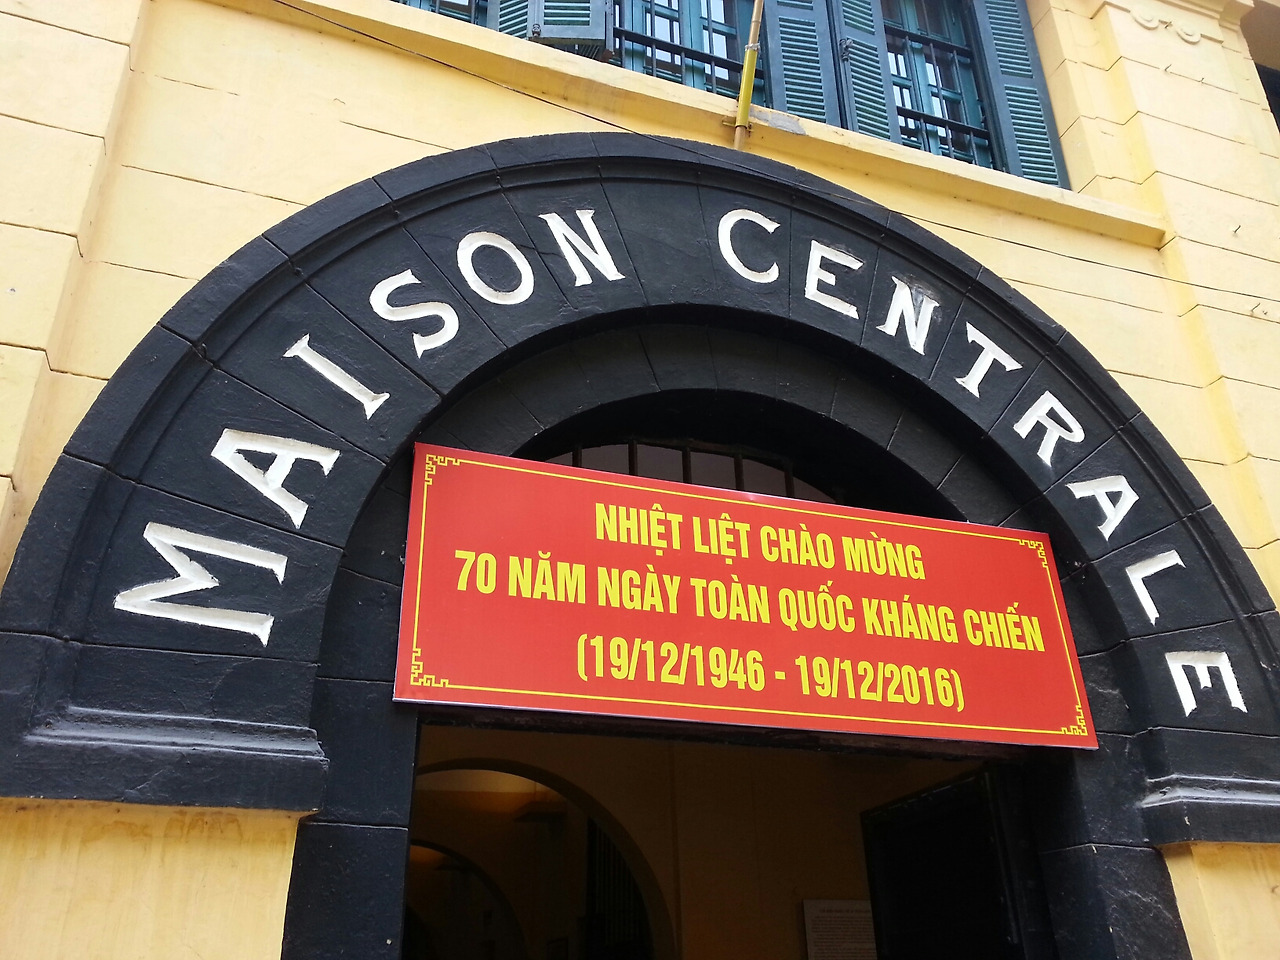 MAISON CENTRALE
NHIỆT LIỆT CHÀO MỪNG
70 NĂM NGÀY TOÀN QUỐC KHÁNG CHIẾN
(19/12/1946 - 19/12/2016)